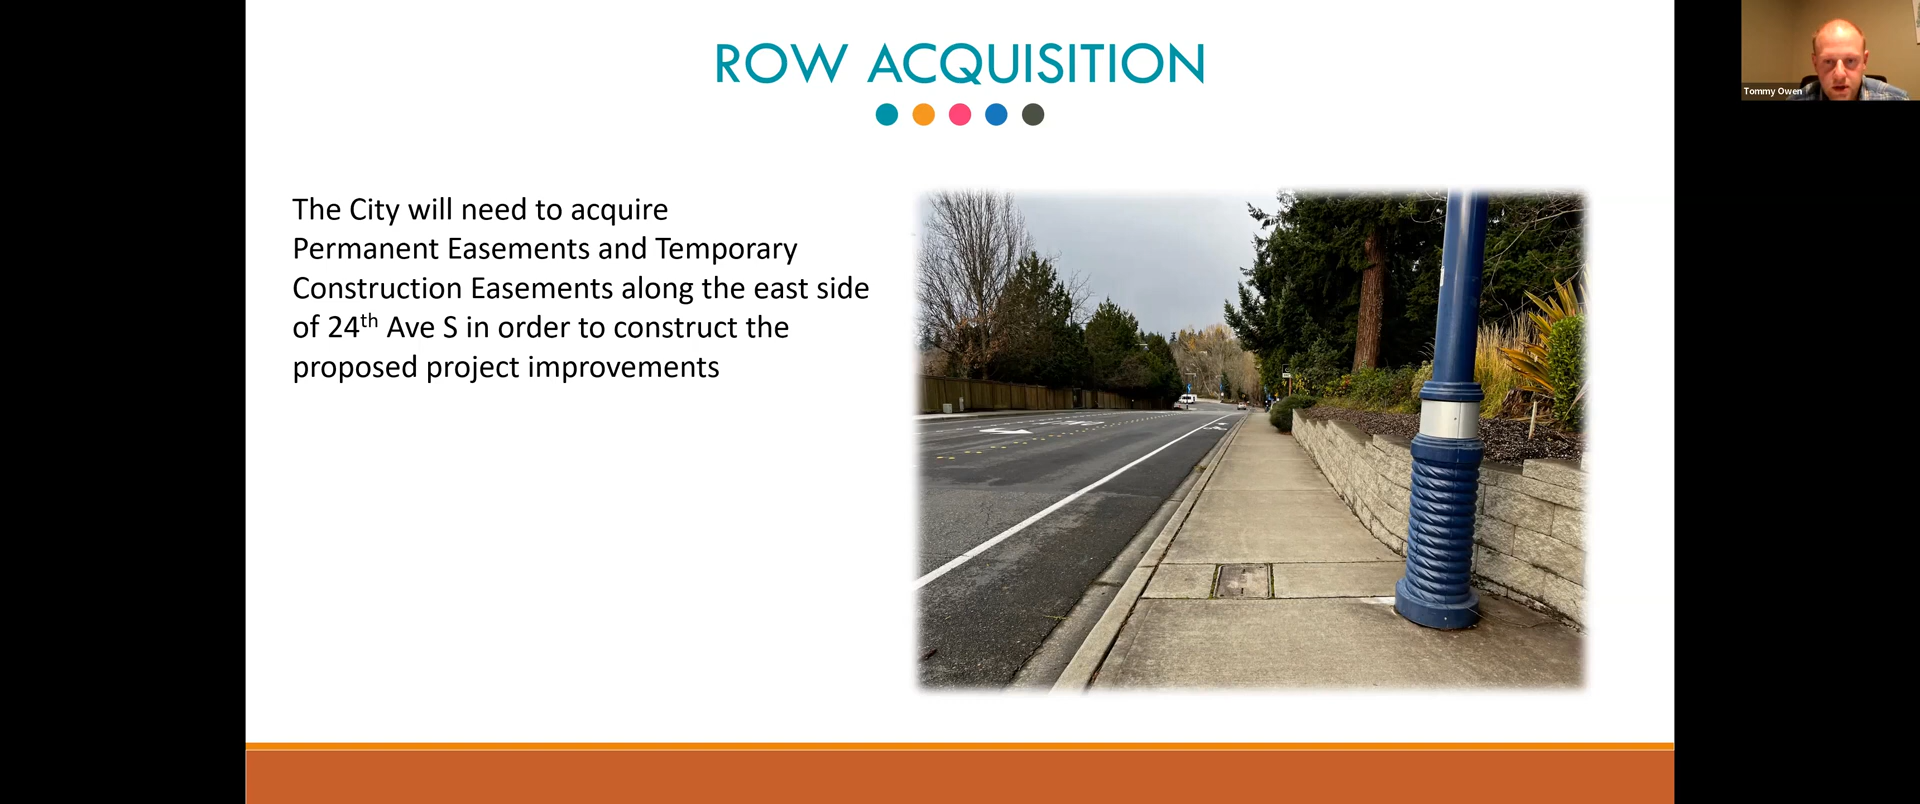 ROW ACQUISITION
Tommy Owen
The City will need to acquire
Permanent Easements and Temporary
Construction Easements along the east side
of 24th Ave S in order to construct the
proposed project improvements